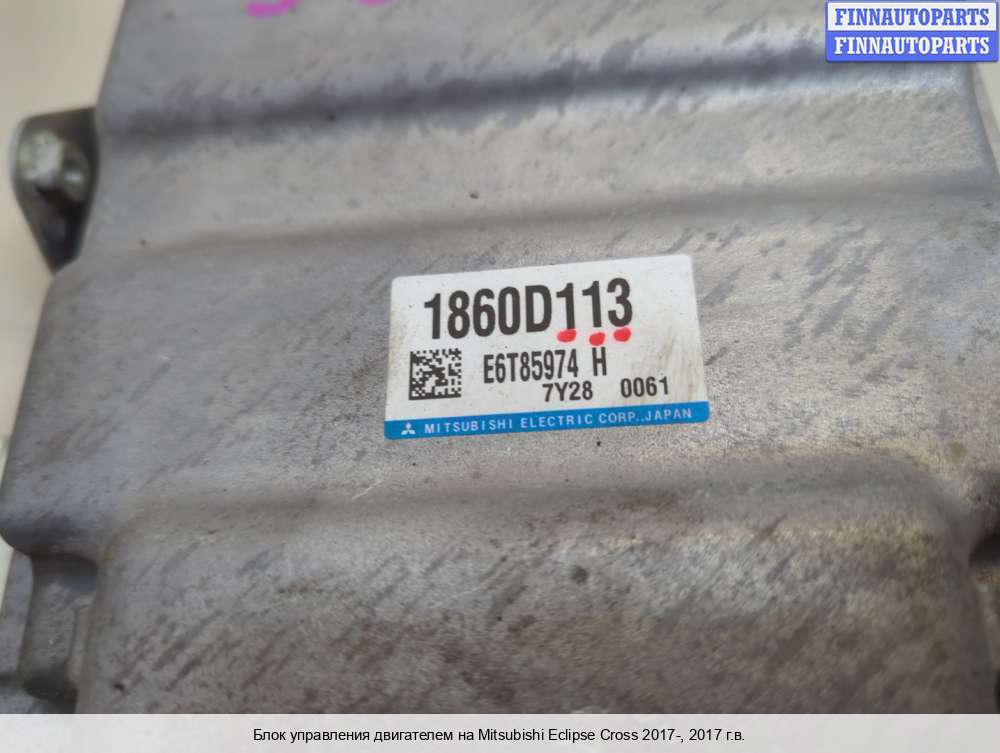 FINNAUTOPARTS
FINNAUTOPARTS
1860D113
E6T85974 H
7Y28 0061
MITSUBISHI ELECTRIC CORP.,JAPAN
Блок управления двигателем на Mitsubishi Eclipse Cross 2017-, 2017 г.в.